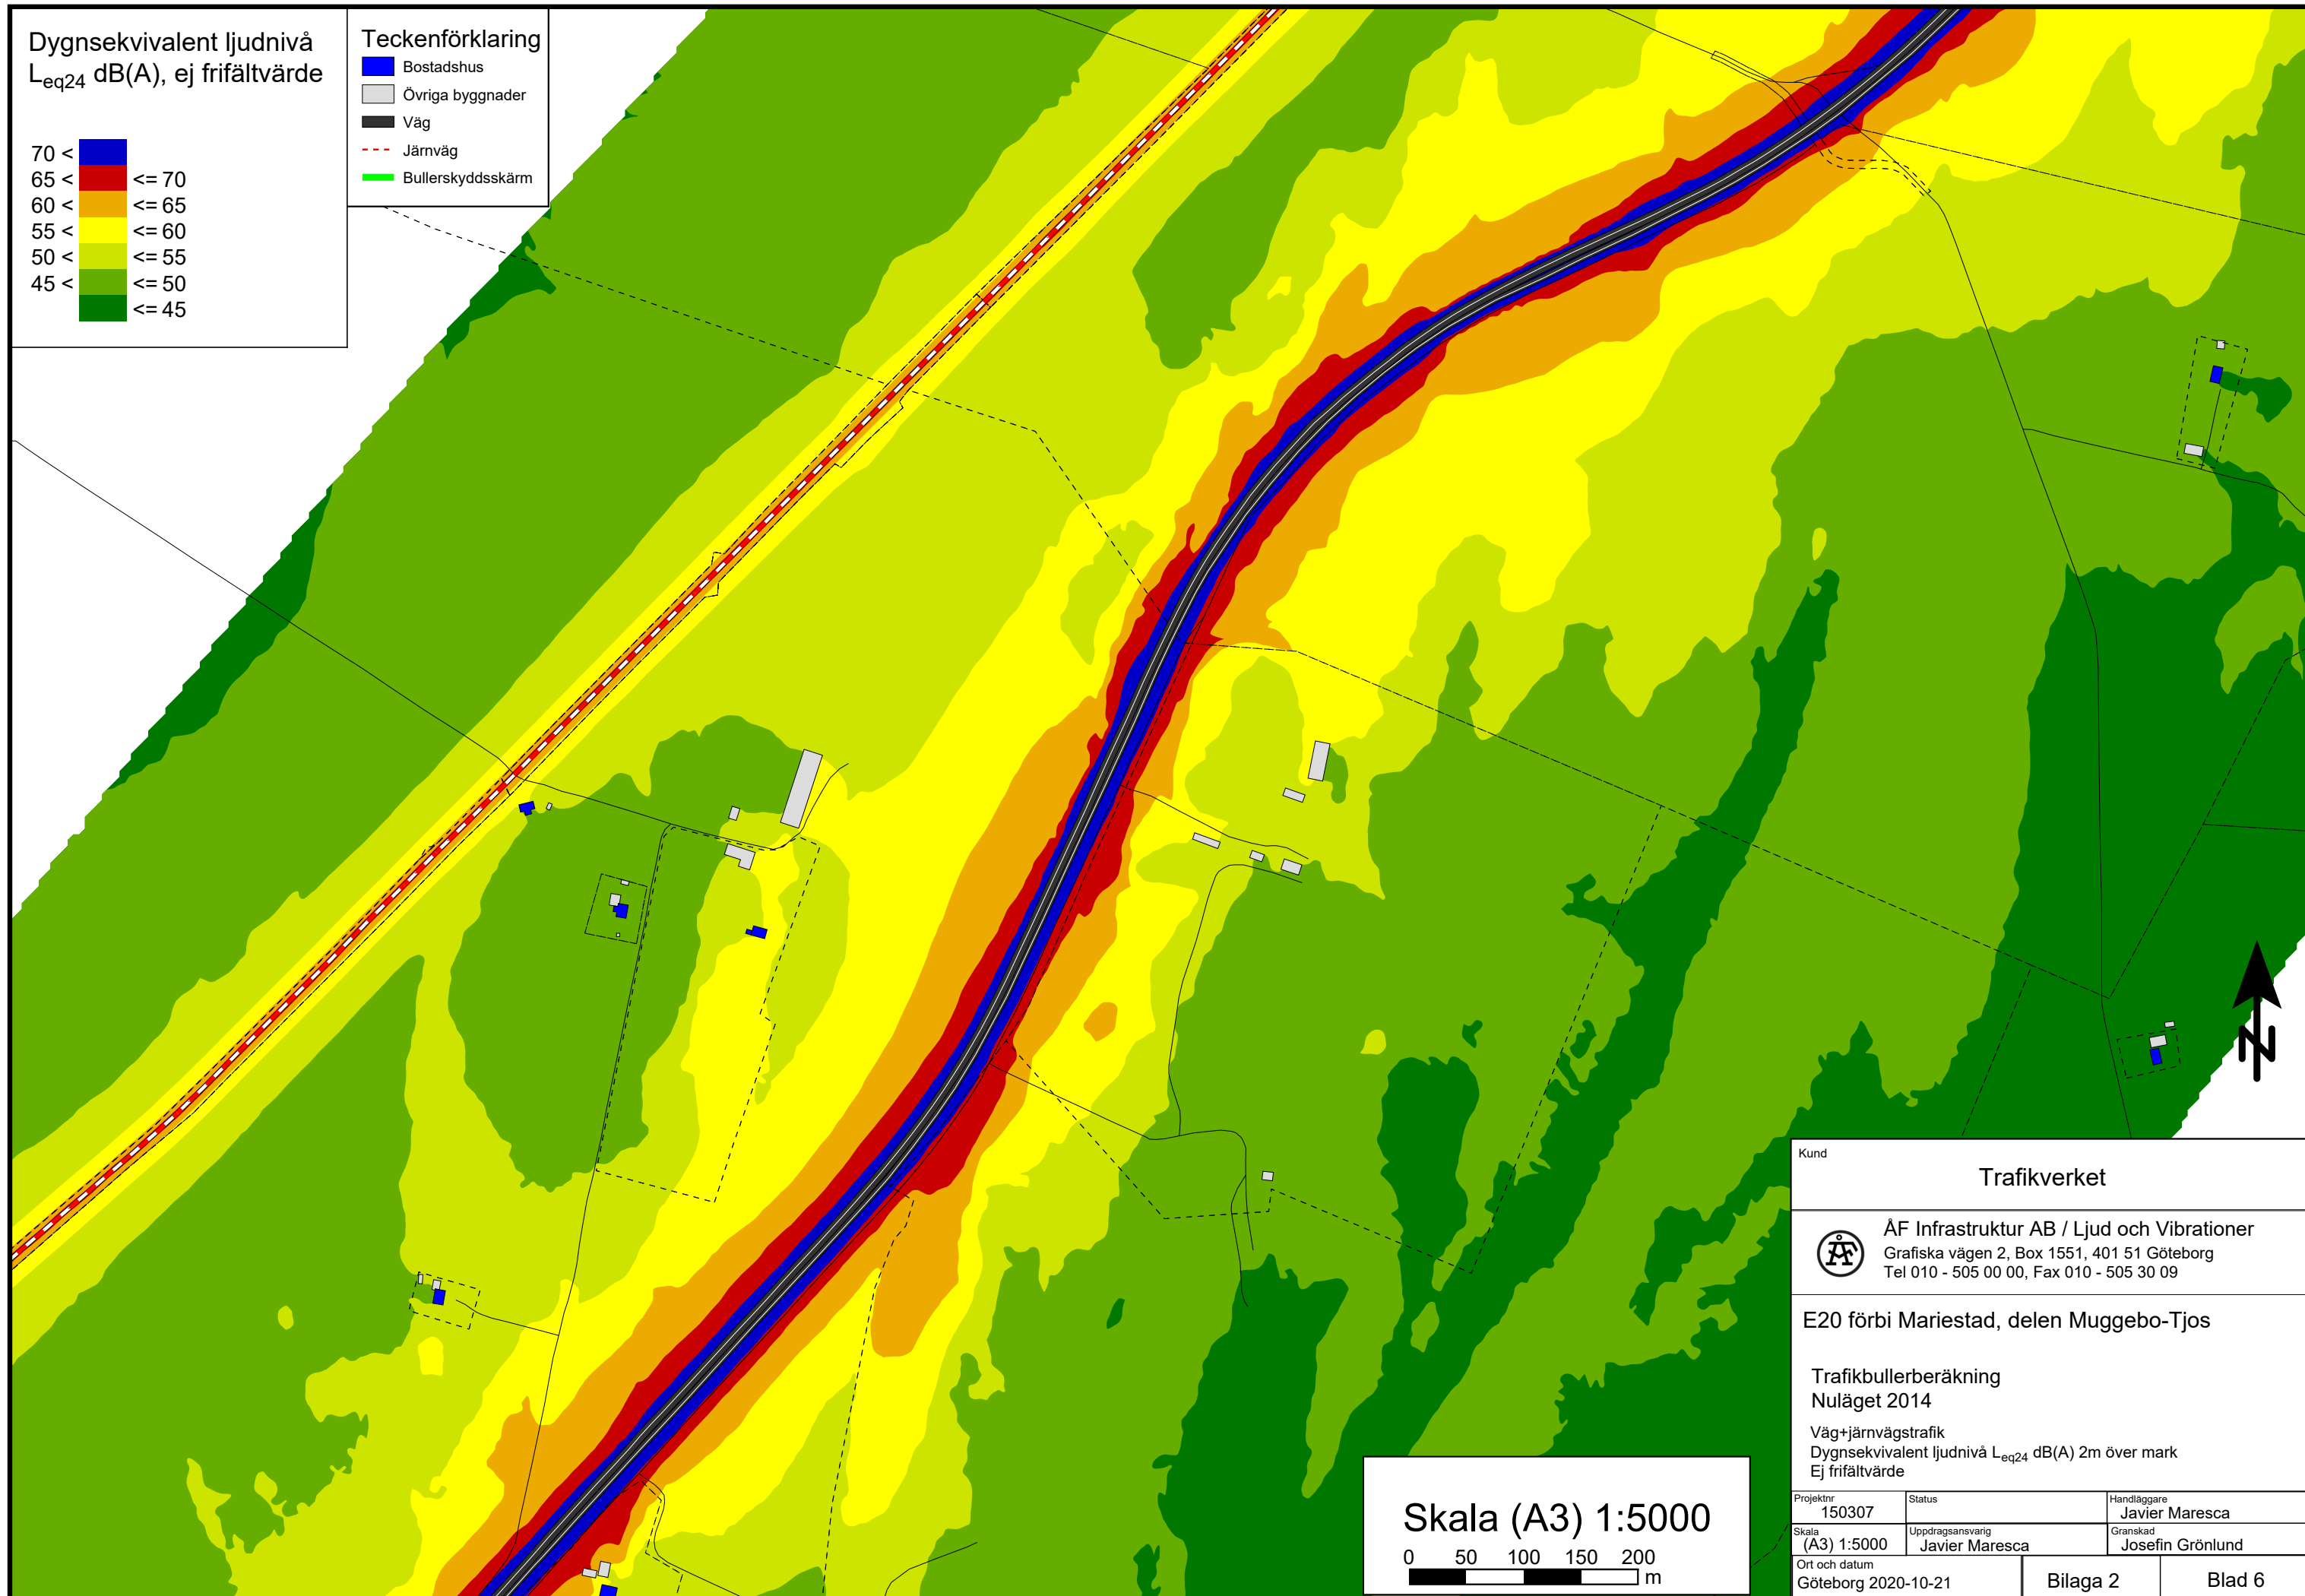 Dygnsekvivalent ljudnivå
Leq24 dB(A), ej frifältvärde
70 <
65 < <= 70
60 < <= 65
55 < <= 60
50 < <= 55
45 < <= 50
<= 45
Teckenförklaring
Bostadshus
Övriga byggnader
Väg
Järnväg
Bullerskyddsskärm
N
Skala (A3) 1:5000
0 50 100 150 200
m
Kund
Trafikverket
ÅF
ÅF Infrastruktur AB / Ljud och Vibrationer
Grafiska vägen 2, Box 1551, 401 51 Göteborg
Tel 010 - 505 00 00, Fax 010 - 505 30 09
E20 förbi Mariestad, delen Muggebo-Tjos
Trafikbullerberäkning
Nuläget 2014
Väg+järnvägstrafik
Dygnsekvivalent ljudnivå Leq24 dB(A) 2m över mark
Ej frifältvärde
Projektnr
150307
Status
Handläggare
Javier Maresca
Skala
(A3) 1:5000
Uppdragsansvarig
Javier Maresca
Granskad
Josefin Grönlund
Ort och datum
Göteborg 2020-10-21
Bilaga 2
Blad 6